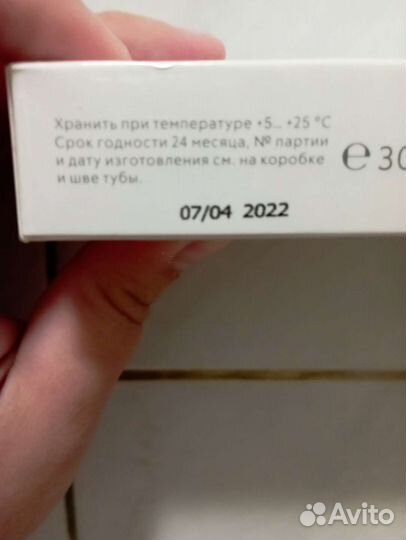 Хранить при температуре +5... +25 °С
Срок годности 24 месяца, № партии
и дату изготовления см. на коробке
и шве тубы.
℮ 30
07/04 2022
Avito